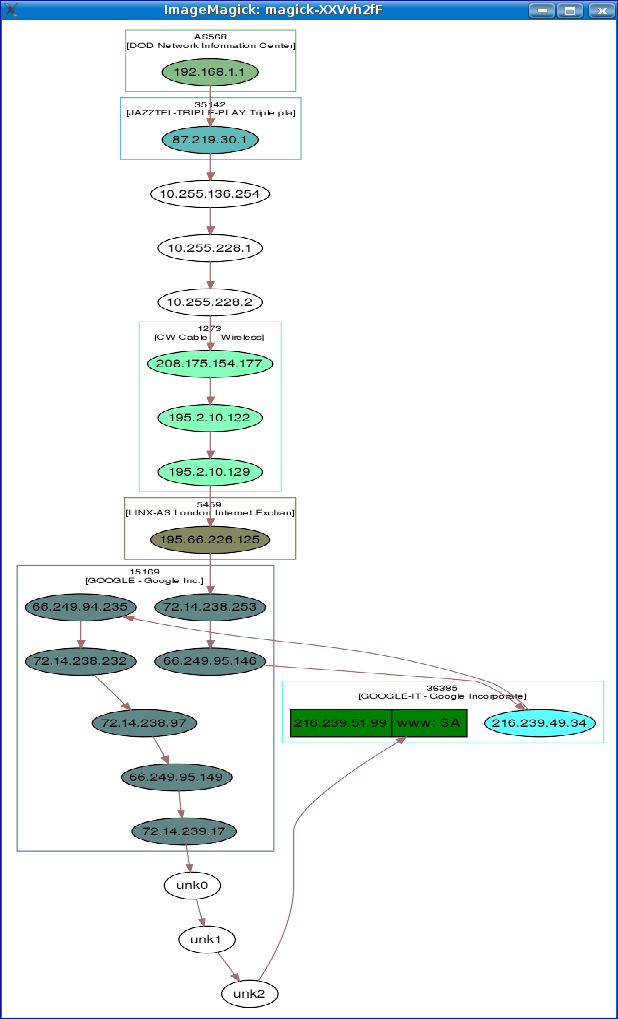 ImageMagick: magick-XXVvh2fF
AS568
[DOD Network Information Center]
192.168.1.1
35142
[JAZZTEL-TRIPLE-PLAY Triple pla]
87.219.30.1
10.255.136.254
10.255.228.1
10.255.228.2
1273
[CW Cable Wireless]
208.175.154.177
195.2.10.122
195.2.10.129
5459
[LINX-AS London Internet Exchan]
195.66.226.125
15169
[GOOGLE - Google Inc.]
66.249.94.235 72.14.238.253
72.14.238.232 66.249.95.146
36385
[GOOGLE-IT - Google Incorporate]
72.14.238.97 216.239.51.99 www: SA 216.239.49.34
66.249.95.149
72.14.239.17
unk0
unk1
unk2